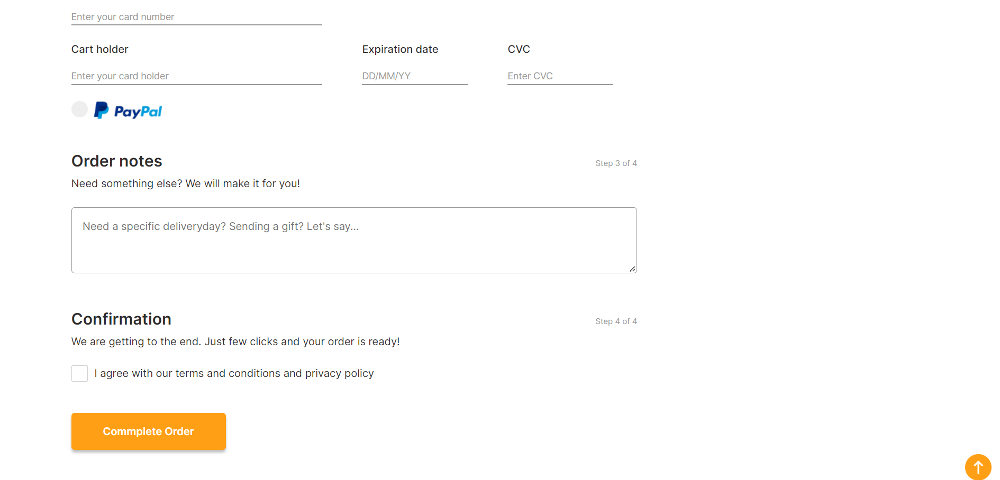 Enter your card number
Cart holder
Expiration date
CVC
Enter your card holder
DD/MM/YY
Enter CVC
PayPal
Order notes
Step 3 of 4
Need something else? We will make it for you!
Need a specific deliveryday? Sending a gift? Let's say...
Confirmation
Step 4 of 4
We are getting to the end. Just few clicks and your order is ready!
I agree with our terms and conditions and privacy policy
Commplete Order